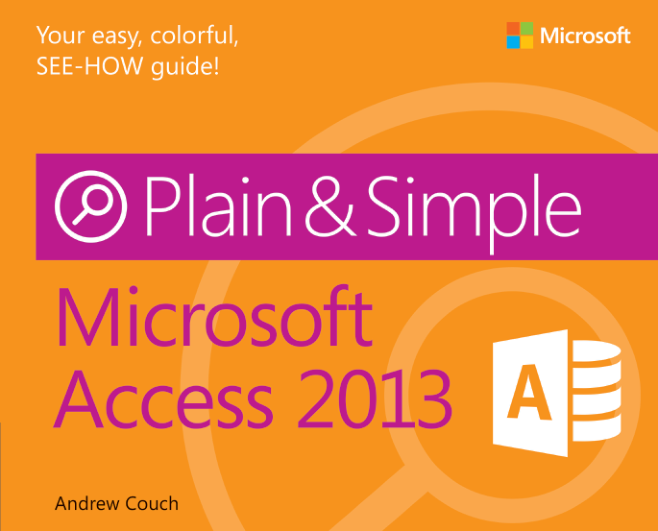 Your easy, colorful,
SEE-HOW guide!
Microsoft
Plain & Simple
Microsoft
Access 2013
A
Andrew Couch